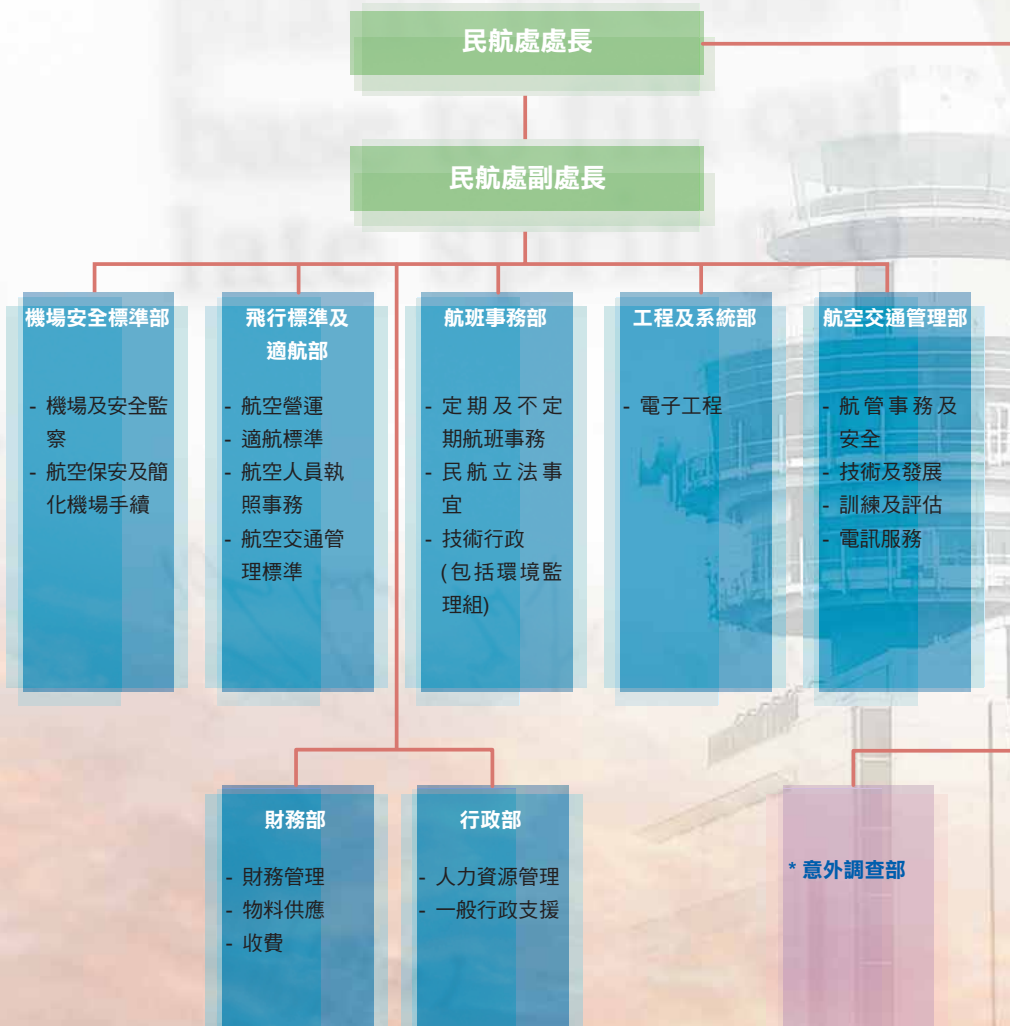 民航處處長
民航處副處長
機場安全標準部
- 機場及安全監
察
- 航空保安及簡
化機場手續
飛行標準及
適航部
- 航空營運
- 適航標準
- 航空人員執
照事務
- 航空交通管
理標準
航班事務部
- 定期及不定
期航班事務
- 民航立法事
宜
- 技術行政
(包括環境監
理組)
工程及系統部
- 電子工程
航空交通管理部
- 航管事務及
安全
- 技術及發展
- 訓練及評估
- 電訊服務
財務部
- 財務管理
- 物料供應
- 收費
行政部
- 人力資源管理
- 一般行政支援
* 意外調查部